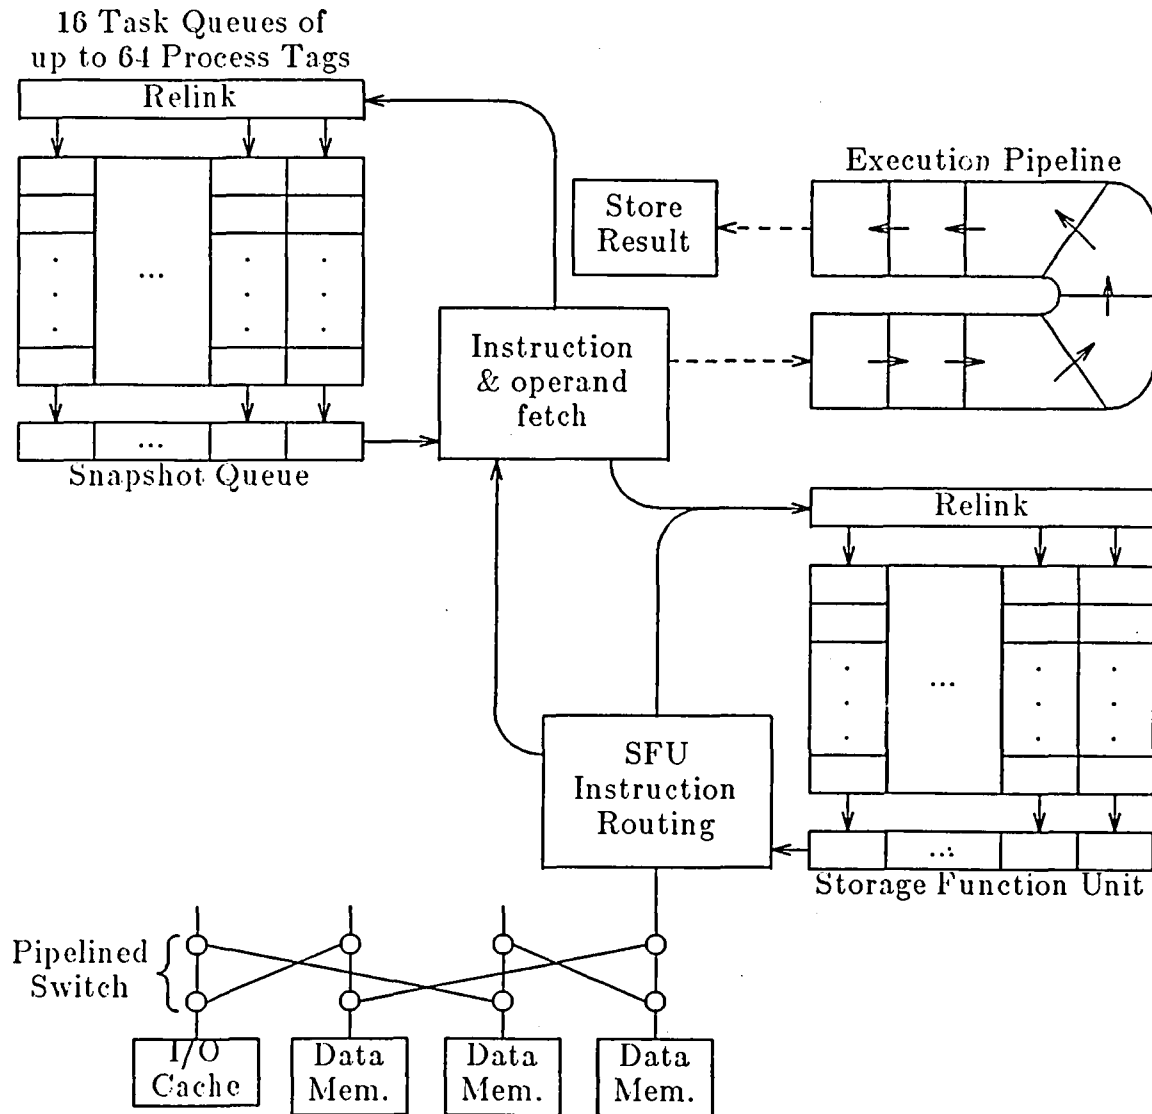 16 Task Queues of
up to 64 Process Tags
Relink
...
...
Snapshot Queue
Execution Pipeline
Store
Result
Instruction
& operand
fetch
Relink
...
...
Storage Function Unit
SFU
Instruction
Routing
Pipelined
Switch
I/O
Cache
Data
Mem.
Data
Mem.
Data
Mem.